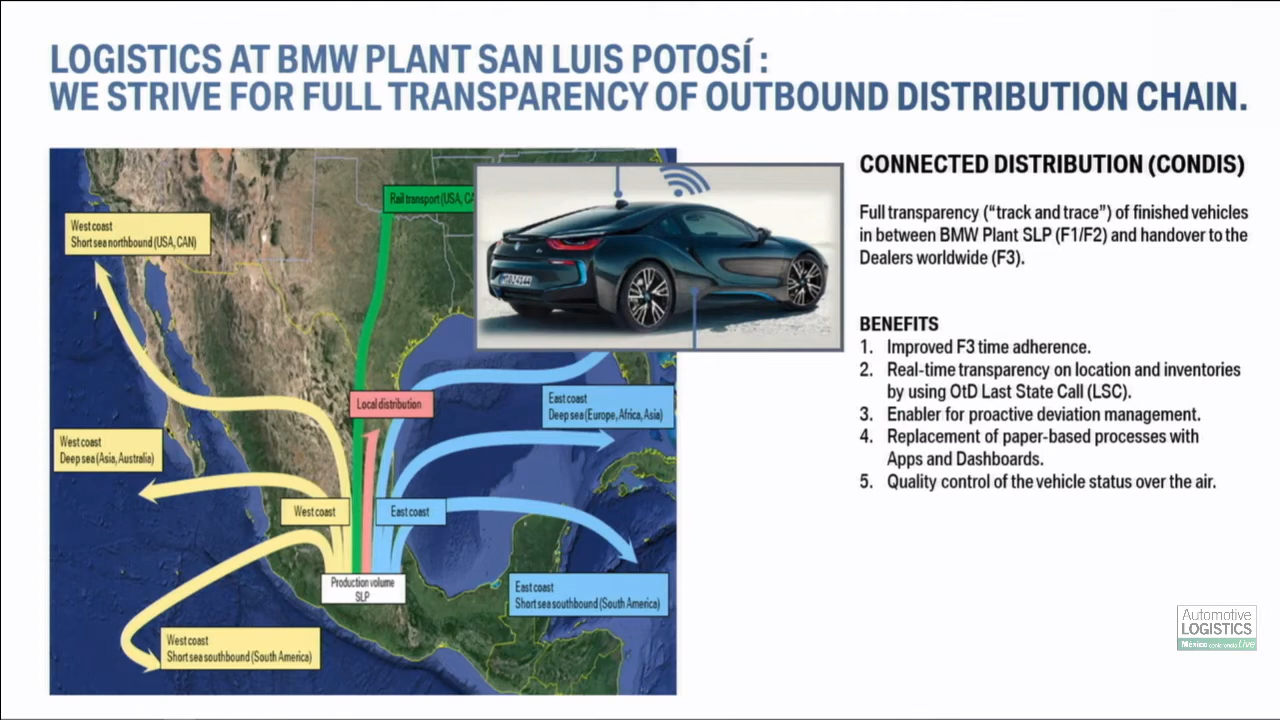 LOGISTICS AT BMW PLANT SAN LUIS POTOSÍ :
WE STRIVE FOR FULL TRANSPARENCY OF OUTBOUND DISTRIBUTION CHAIN.
West coast
Short sea northbound (USA, CAN)
Rail transport (USA, CA
West coast
Deep sea (Asia, Australia)
Local distribution
East coast
Deep sea (Europe, Africa, Asia)
West coast
East coast
Production volume
SLP
East coast
Short sea southbound (South America)
West coast
Short sea southbound (South America)
CONNECTED DISTRIBUTION (CONDIS)
Full transparency (“track and trace”) of finished vehicles
in between BMW Plant SLP (F1/F2) and handover to the
Dealers worldwide (F3).
BENEFITS
1. Improved F3 time adherence.
2. Real-time transparency on location and inventories
by using OtD Last State Call (LSC).
3. Enabler for proactive deviation management.
4. Replacement of paper-based processes with
Apps and Dashboards.
5. Quality control of the vehicle status over the air.
Automotive
LOGISTICS
México conferencia Live